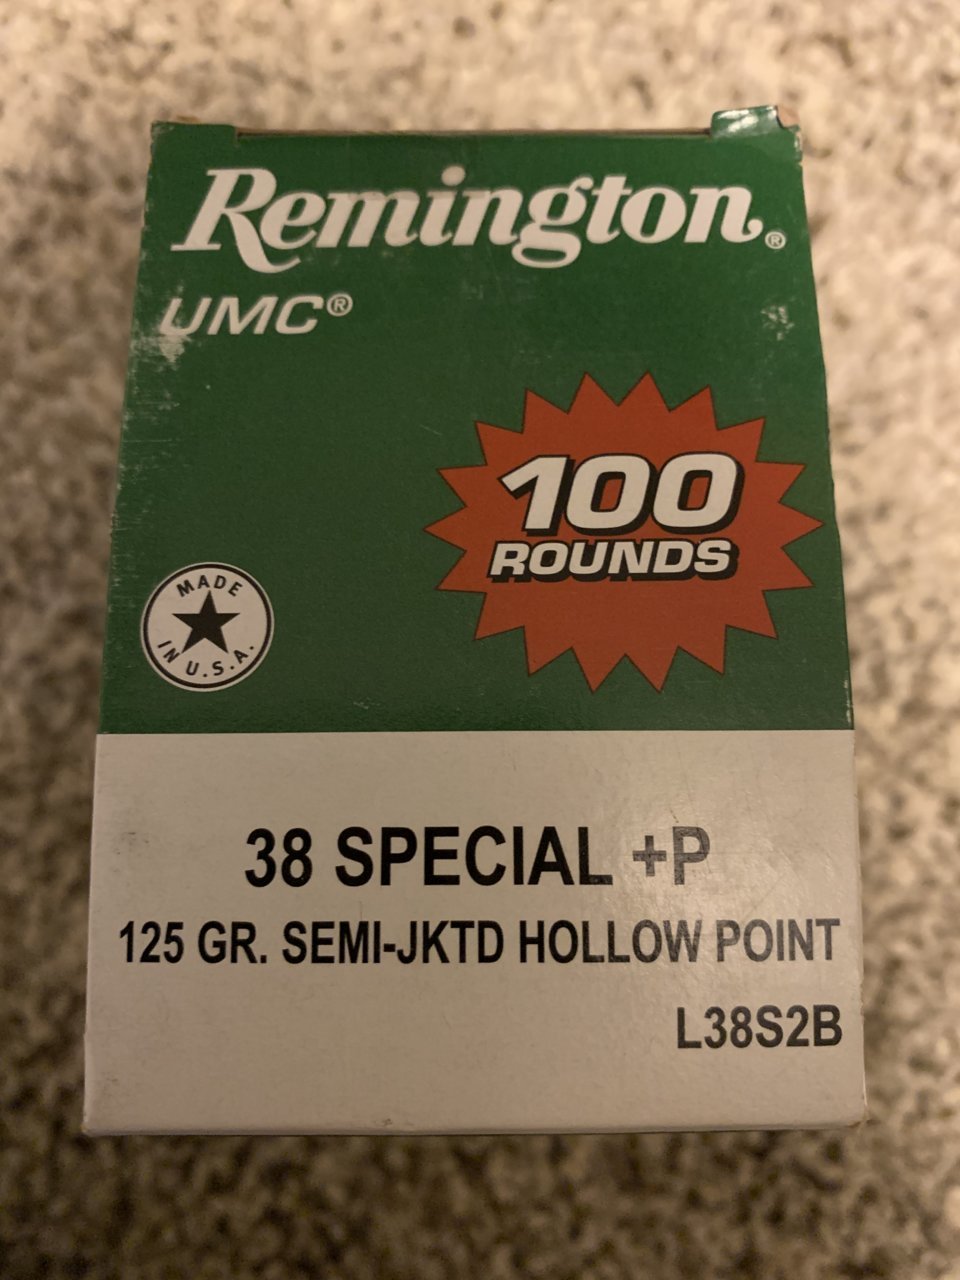 Remington®
UMC®
100
ROUNDS
MADE
IN U.S.A.
38 SPECIAL +P
125 GR. SEMI-JKTD HOLLOW POINT
L38S2B